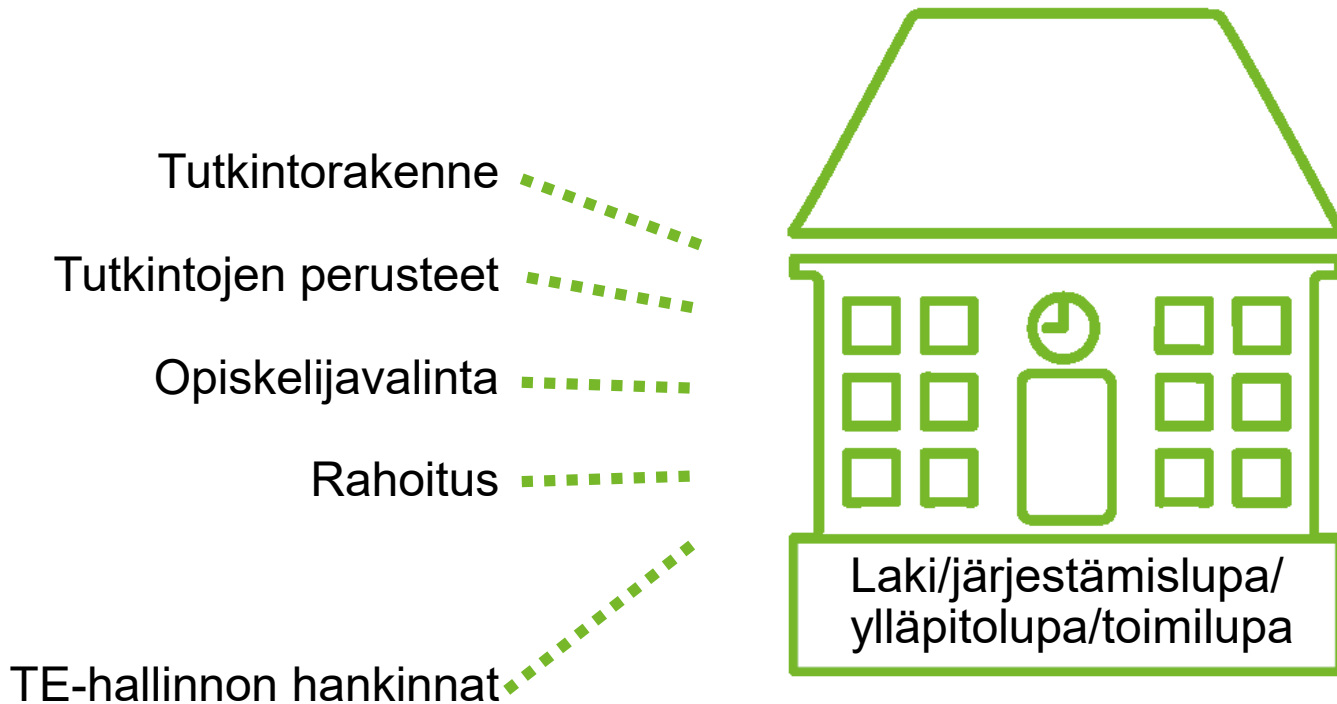 Tutkintorakenne
Tutkintojen perusteet
Opiskelijavalinta
Rahoitus
TE-hallinnon hankinnat
Laki/järjestämislupa/
ylläpitolupa/toimilupa